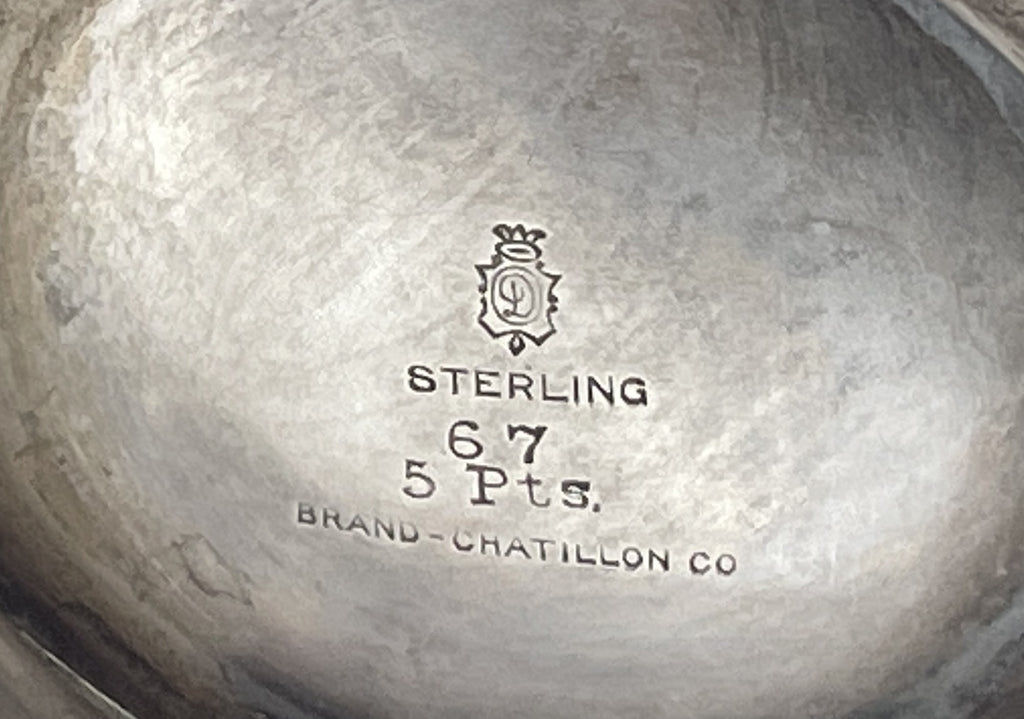 D
STERLING
67
5 Pts.
BRAND-CHATILLON CO